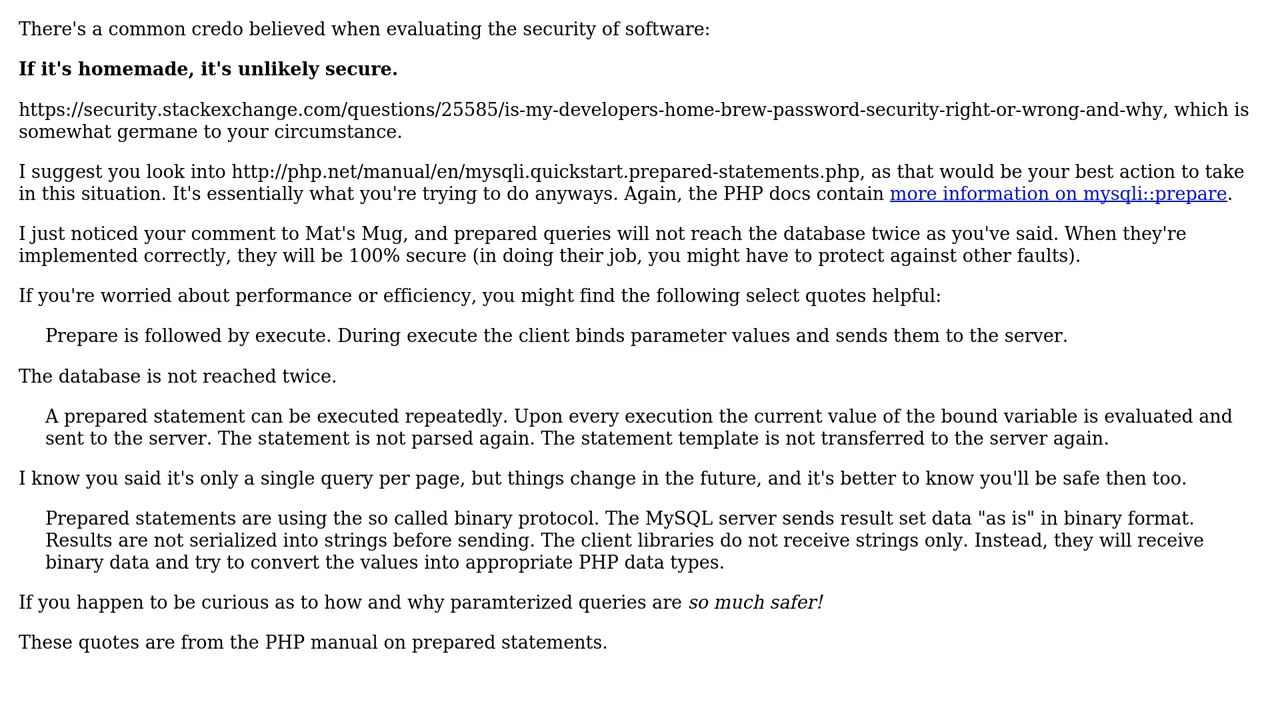 There's a common credo believed when evaluating the security of software:
If it's homemade, it's unlikely secure.
https://security.stackexchange.com/questions/25585/is-my-developers-home-brew-password-security-right-or-wrong-and-why, which is
somewhat germane to your circumstance.
I suggest you look into http://php.net/manual/en/mysqli.quickstart.prepared-statements.php, as that would be your best action to take
in this situation. It's essentially what you're trying to do anyways. Again, the PHP docs contain more information on mysqli::prepare.
I just noticed your comment to Mat's Mug, and prepared queries will not reach the database twice as you've said. When they're
implemented correctly, they will be 100% secure (in doing their job, you might have to protect against other faults).
If you're worried about performance or efficiency, you might find the following select quotes helpful:
Prepare is followed by execute. During execute the client binds parameter values and sends them to the server.
The database is not reached twice.
A prepared statement can be executed repeatedly. Upon every execution the current value of the bound variable is evaluated and
sent to the server. The statement is not parsed again. The statement template is not transferred to the server again.
I know you said it's only a single query per page, but things change in the future, and it's better to know you'll be safe then too.
Prepared statements are using the so called binary protocol. The MySQL server sends result set data "as is" in binary format.
Results are not serialized into strings before sending. The client libraries do not receive strings only. Instead, they will receive
binary data and try to convert the values into appropriate PHP data types.
If you happen to be curious as to how and why paramterized queries are so much safer!
These quotes are from the PHP manual on prepared statements.